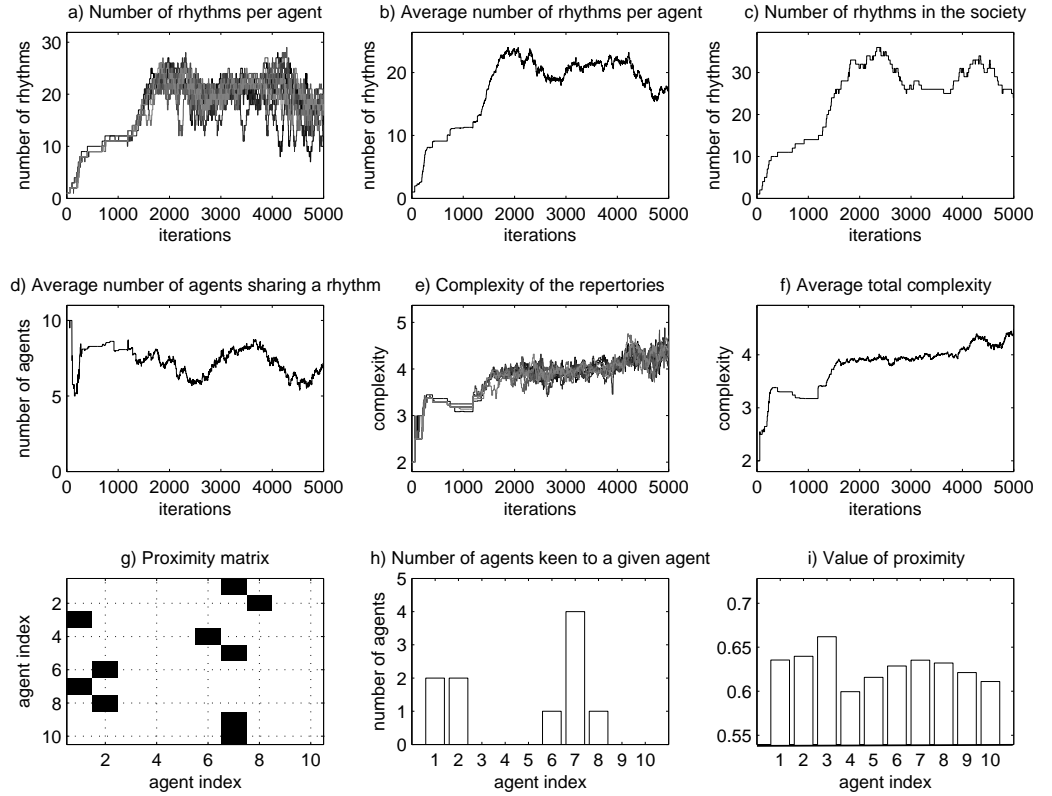 a) Number of rhythms per agent
number of rhythms
30
20
10
0
0 1000 2000 3000 4000 5000
iterations
b) Average number of rhythms per agent
number of rhythms
20
10
0
0 1000 2000 3000 4000 5000
iterations
c) Number of rhythms in the society
number of rhythms
30
20
10
0
0 1000 2000 3000 4000 5000
iterations
d) Average number of agents sharing a rhythm
number of agents
10
5
0
0 1000 2000 3000 4000 5000
iterations
e) Complexity of the repertories
complexity
5
4
3
2
0 1000 2000 3000 4000 5000
iterations
f) Average total complexity
complexity
4
3
2
0 1000 2000 3000 4000 5000
iterations
g) Proximity matrix
agent index
2
4
6
8
10
2 4 6 8 10
agent index
h) Number of agents keen to a given agent
number of agents
5
4
3
2
1
0
1 2 3 4 5 6 7 8 9 10
agent index
i) Value of proximity
0.7
0.65
0.6
0.55
1 2 3 4 5 6 7 8 9 10
agent index